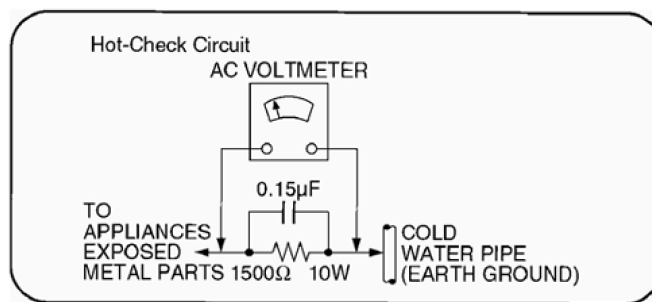 Hot-Check Circuit
AC VOLTMETER
0.15µF
TO
APPLIANCES
EXPOSED
METAL PARTS
1500Ω
10W
COLD
WATER PIPE
(EARTH GROUND)